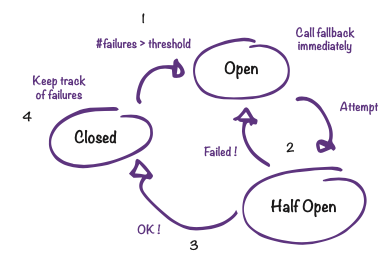 1
#failures > threshold
Call fallback
immediately
Open
Keep track
of failures
Attempt
4
Closed
Failed !
2
Half Open
OK !
3